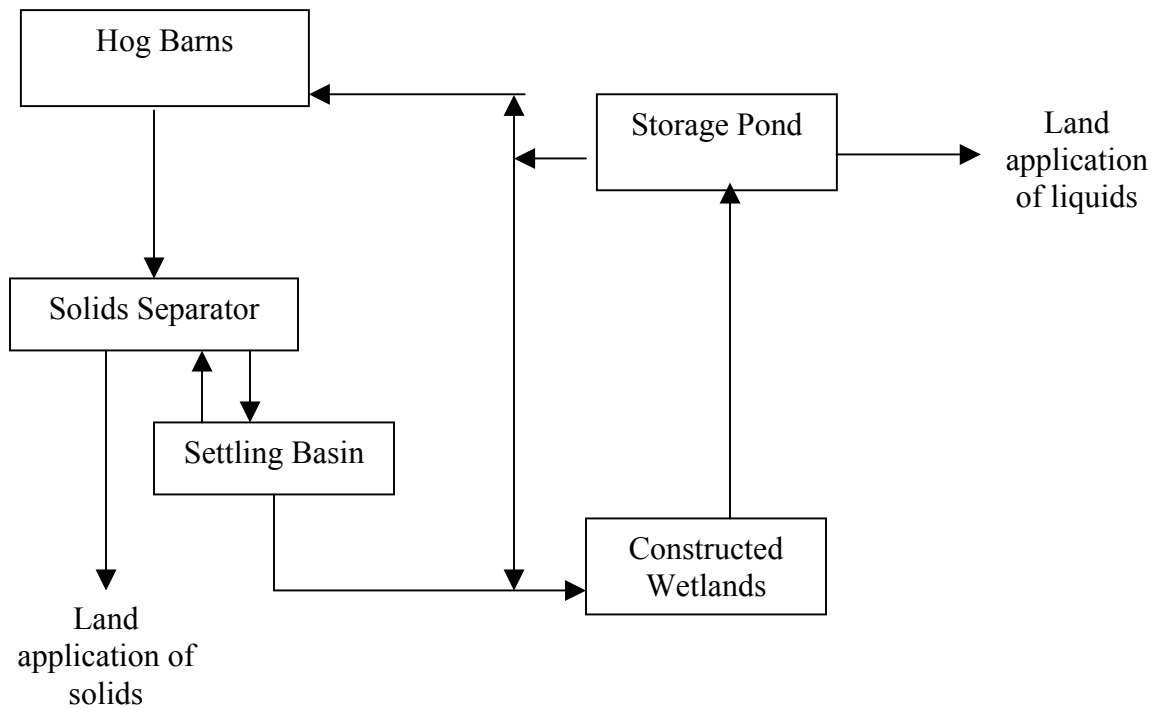 Hog Barns
Storage Pond
Land
application
of liquids
Solids Separator
Settling Basin
Constructed
Wetlands
Land
application of
solids